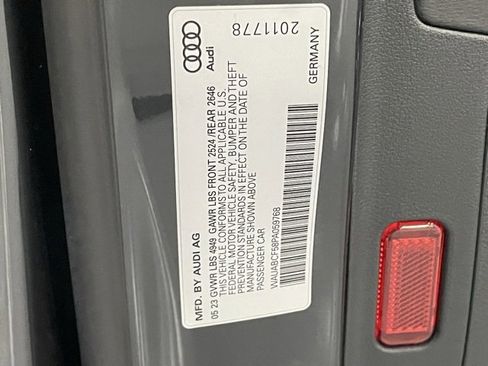 MFD. BY AUDI AG
05 23 GVWR LBS 4949 GAWR LBS FRONT 2524 /REAR 2646
THIS VEHICLE CONFORMS TO ALL APPLICABLE U.S.
FEDERAL MOTOR VEHICLE SAFETY, BUMPER AND THEFT
PREVENTION STANDARDS IN EFFECT ON THE DATE OF
MANUFACTURE SHOWN ABOVE
PASSENGER CAR
WAUABCF58PA059768
Audi
2011778
GERMANY